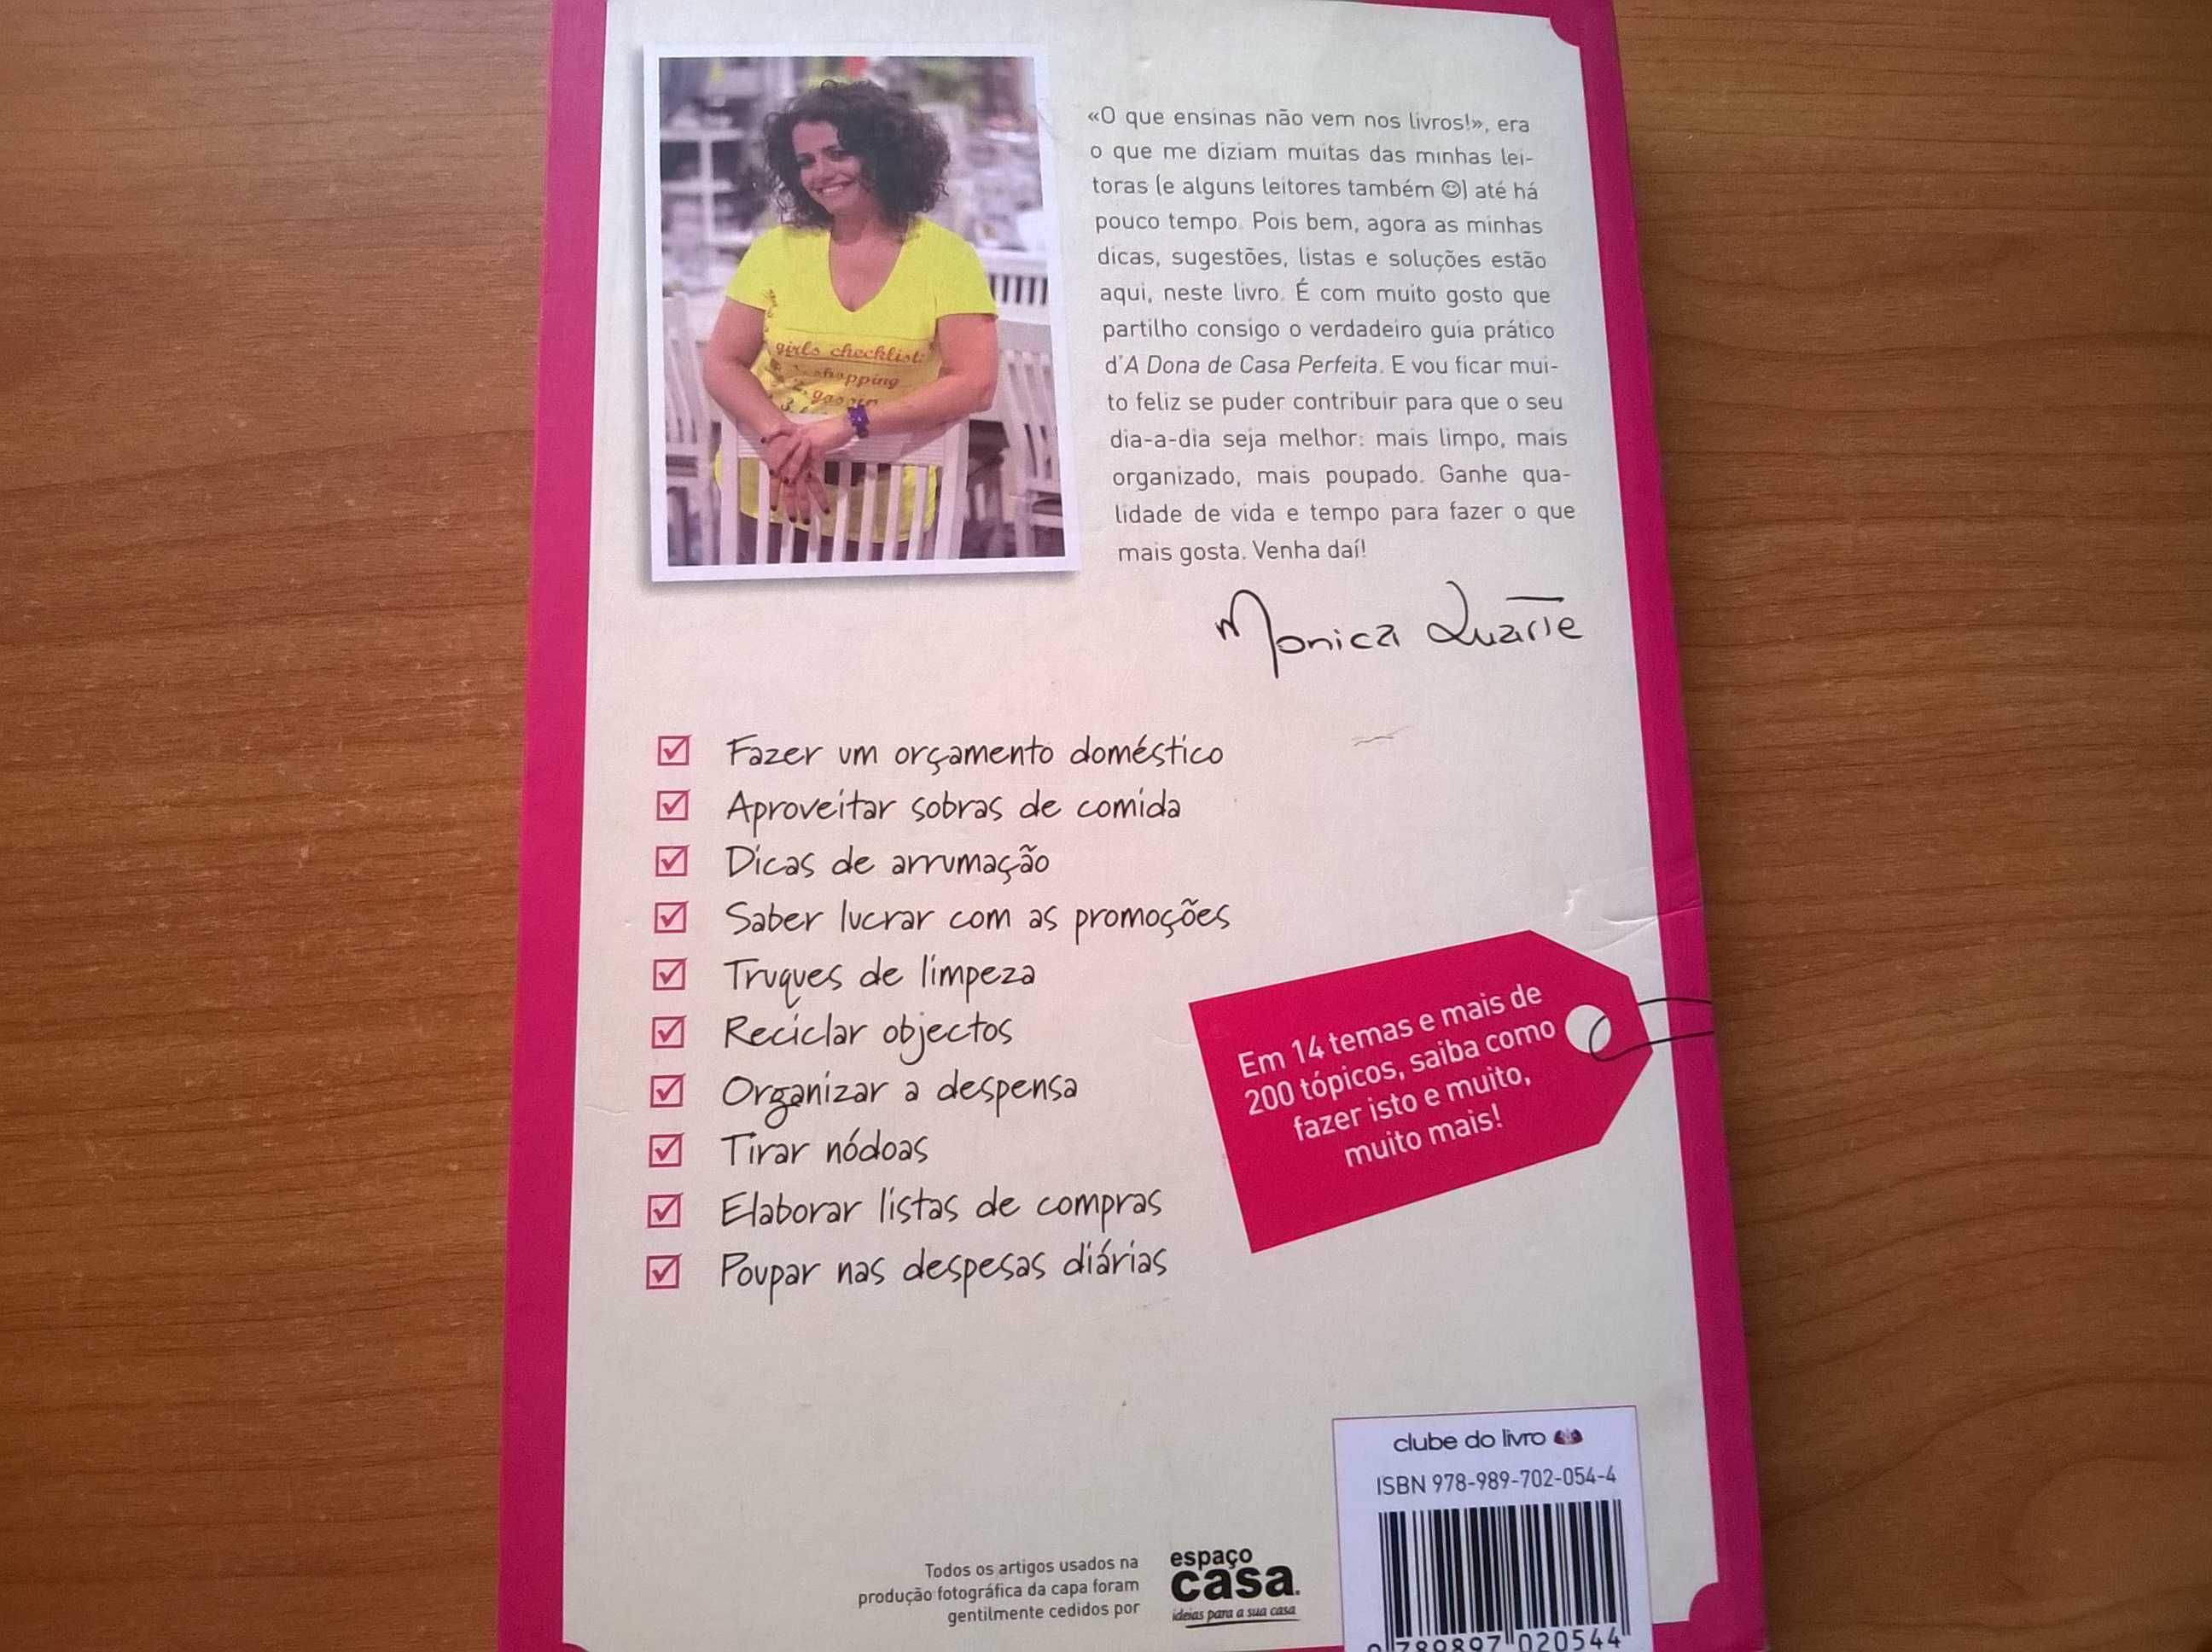 «O que ensinas não vem nos livros!», era
o que me diziam muitas das minhas lei-
toras (e alguns leitores também ☺) até há
pouco tempo. Pois bem, agora as minhas
dicas, sugestões, listas e soluções estão
aqui, neste livro. É com muito gosto que
partilho consigo o verdadeiro guia prático
d'A Dona de Casa Perfeita. E vou ficar mui-
to feliz se puder contribuir para que o seu
dia-a-dia seja melhor: mais limpo, mais
organizado, mais poupado. Ganhe qua-
lidade de vida e tempo para fazer o que
mais gosta. Venha daí!
Monica Duarte
girls checklist:
shopping
2. gossip
3.
Fazer um orçamento doméstico
Aproveitar sobras de comida
Dicas de arrumação
Saber lucrar com as promoções
Truques de limpeza
Reciclar objectos
Organizar a despensa
Tirar nódoas
Elaborar listas de compras
Poupar nas despesas diárias
Em 14 temas e mais de
200 tópicos, saiba como
fazer isto e muito,
muito mais!
clube do livro
ISBN 978-989-702-054-4
9 789897 020544
Todos os artigos usados na
produção fotográfica da capa foram
gentilmente cedidos por
espaço
casa.
ideias para a sua casa